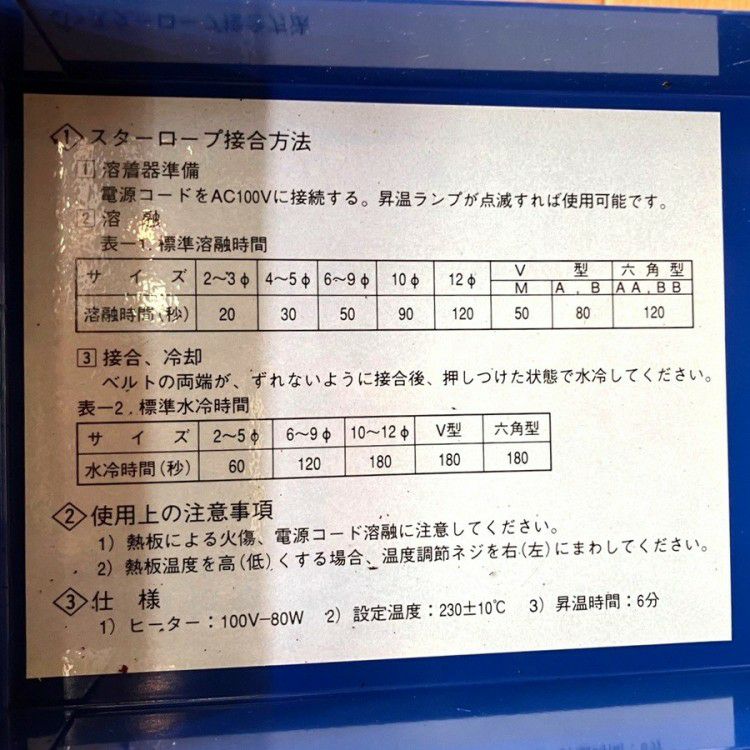 ① スターローブ接合方法
1 溶着器準備
電源コードをAC100Vに接続する。昇温ランプが点滅すれば使用可能です。
2 溶 融
表ー1.標準溶融時間
サ イ ズ 2〜3φ 4〜5φ 6〜9φ 10φ 12φ V 型 六 角 型
M A, B AA, BB
溶融時間(秒) 20 30 50 90 120 50 80 120
3 接合、冷却
ベルトの両端が、ずれないように接合後、押しつけた状態で水冷してください。
表ー2.標準水冷時間
サ イ ズ 2〜5φ 6〜9φ 10〜12φ V型 六角型
水冷時間(秒) 60 120 180 180 180
② 使用上の注意事項
1) 熱板による火傷、電源コード溶融に注意してください。
2) 熱板温度を高(低)くする場合、温度調節ネジを右(左)にまわしてください。
③ 仕 様
1) ヒーター:100V−80W 2) 設定温度:230±10℃ 3) 昇温時間:6分